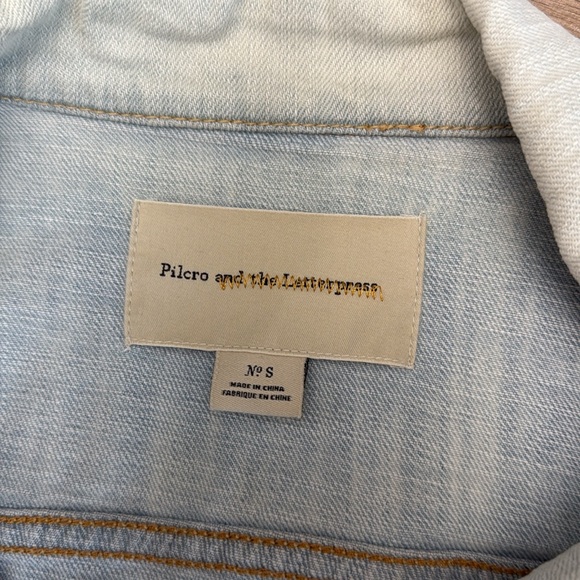 Pilcro and the Letterpress
Nº S
MADE IN CHINA
FABRIQUE EN CHINE